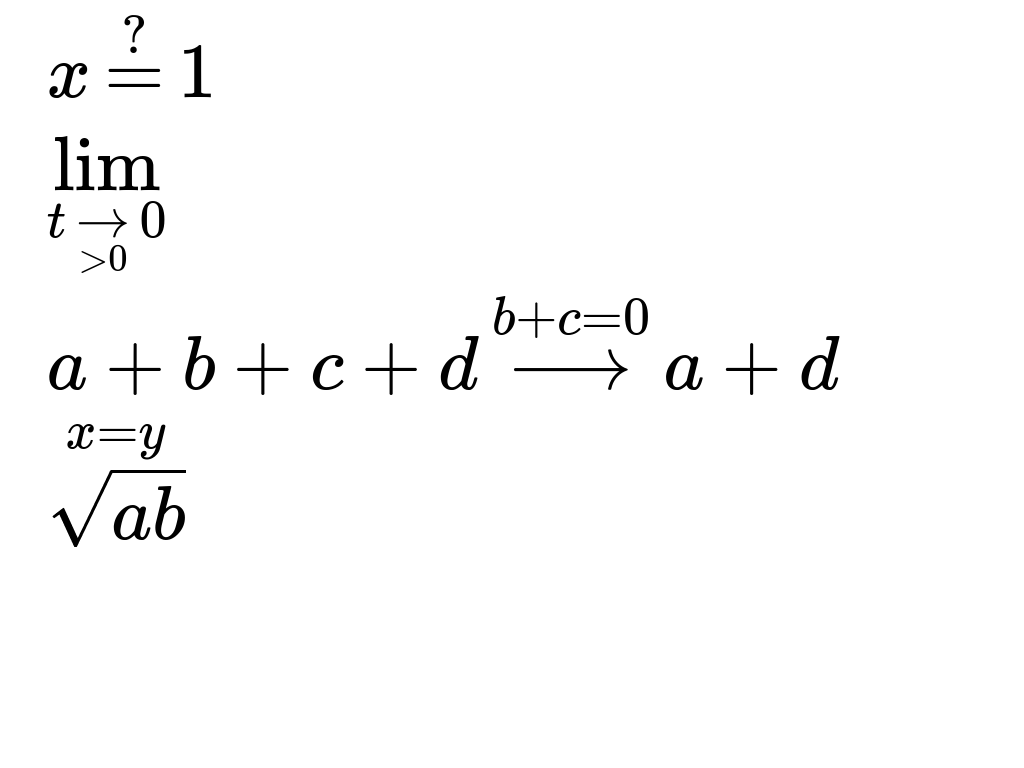 x ?= 1
lim
t → 0
>0
b+c=0
a + b + c + d ⟶ a + d
x=y
√ab